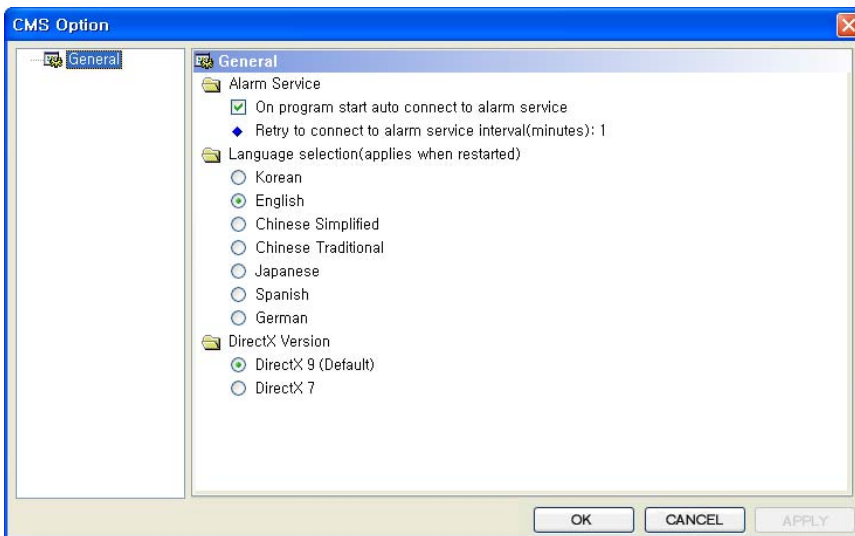 CMS Option
General
General
Alarm Service
On program start auto connect to alarm service
Retry to connect to alarm service interval(minutes): 1
Language selection(applies when restarted)
Korean
English
Chinese Simplified
Chinese Traditional
Japanese
Spanish
German
DirectX Version
DirectX 9 (Default)
DirectX 7
OK CANCEL APPLY